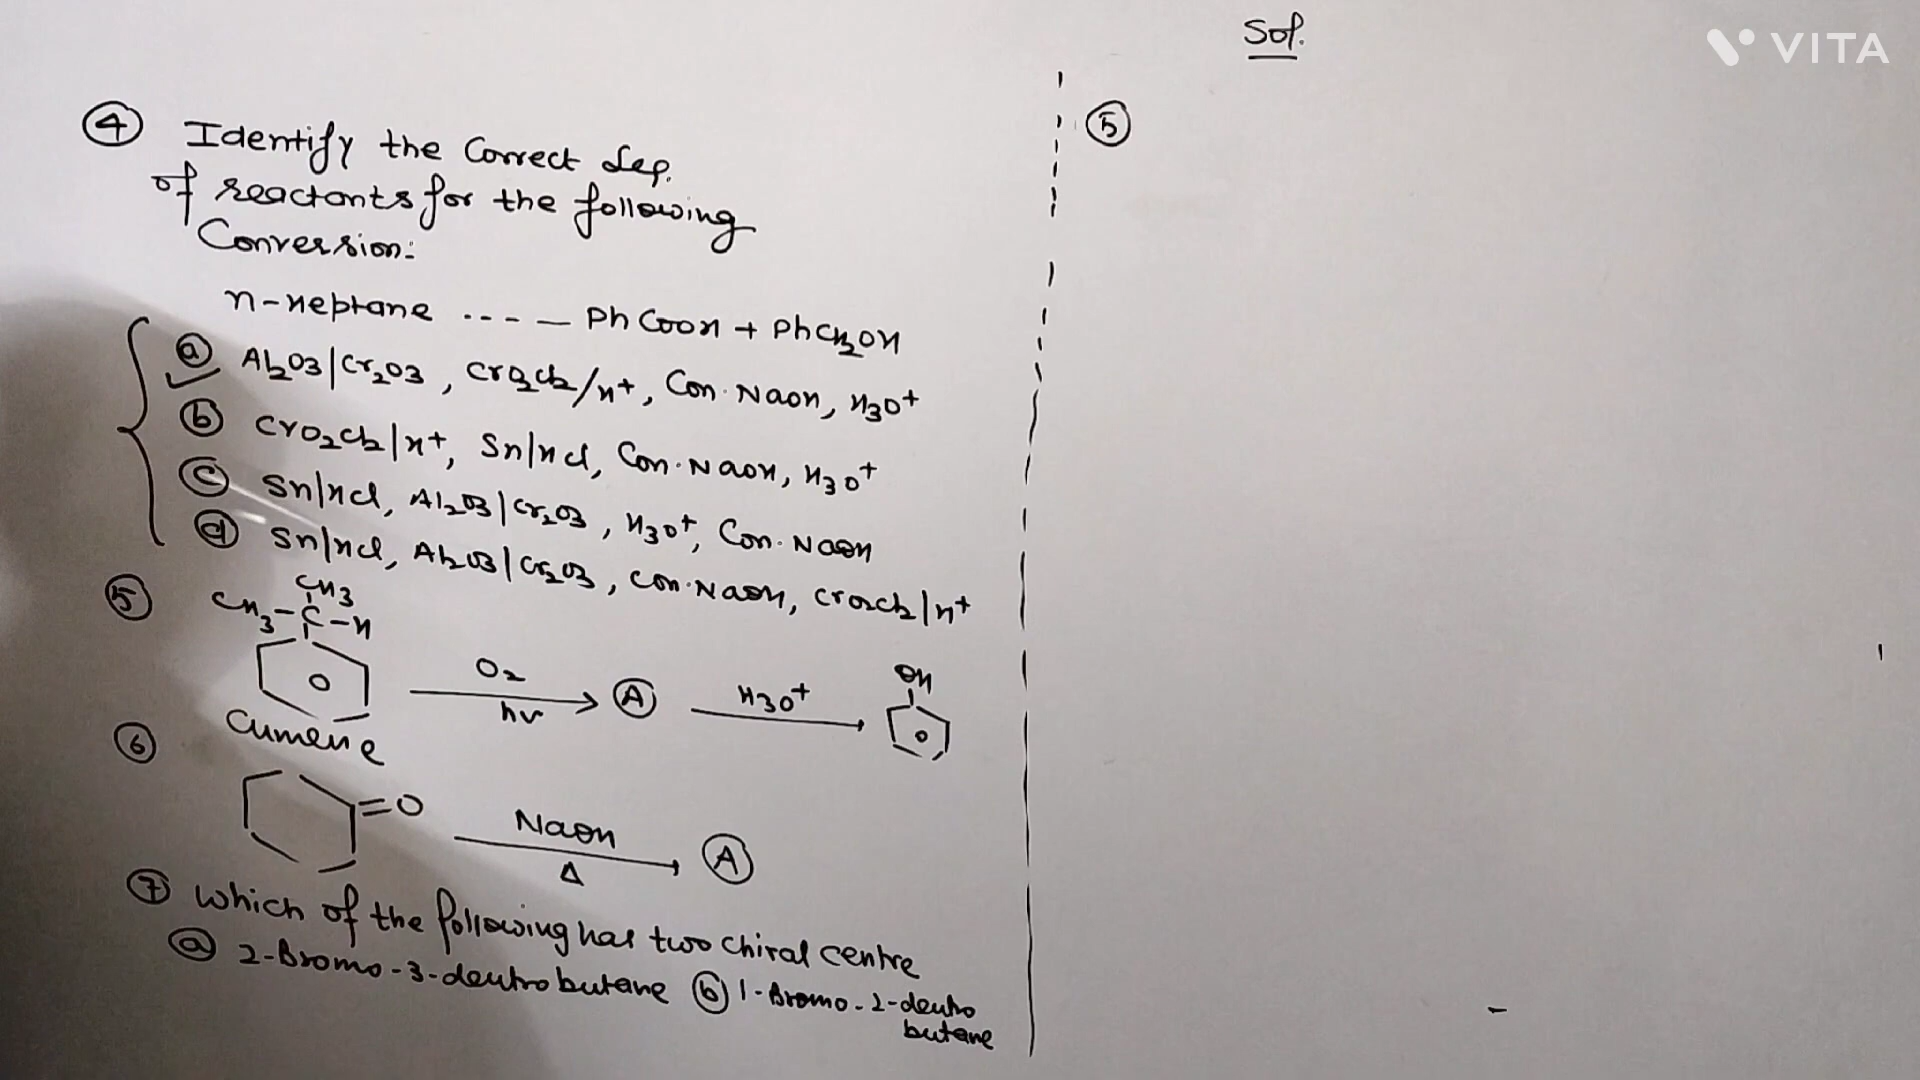 Sol.
VITA
④ Identify the Correct Sep.
of reactants for the following
Conversion:
n-Heptane ---- — PhCOOH + PhCH2OH
ⓐ Al2O3|Cr2O3, CrO2Cl2/H+, Con. NaOH, H3O+
ⓑ CrO2Cl2|H+, Sn|HCl, Con. NaOH, H3O+
ⓒ Sn|HCl, Al2O3|Cr2O3, H3O+, Con. NaOH
ⓓ Sn|HCl, Al2O3|Cr2O3, Con. NaOH, CrO2Cl2|H+
⑤ CH3
CH3-C-H
O2 hν Ⓐ H3O+ OH
Cumene
⑥ =O NaOH Δ Ⓐ
⑦ Which of the following has two chiral centre
ⓐ 2-Bromo-3-deutro butane ⓑ 1-Bromo-2-deutro
butane
⑤